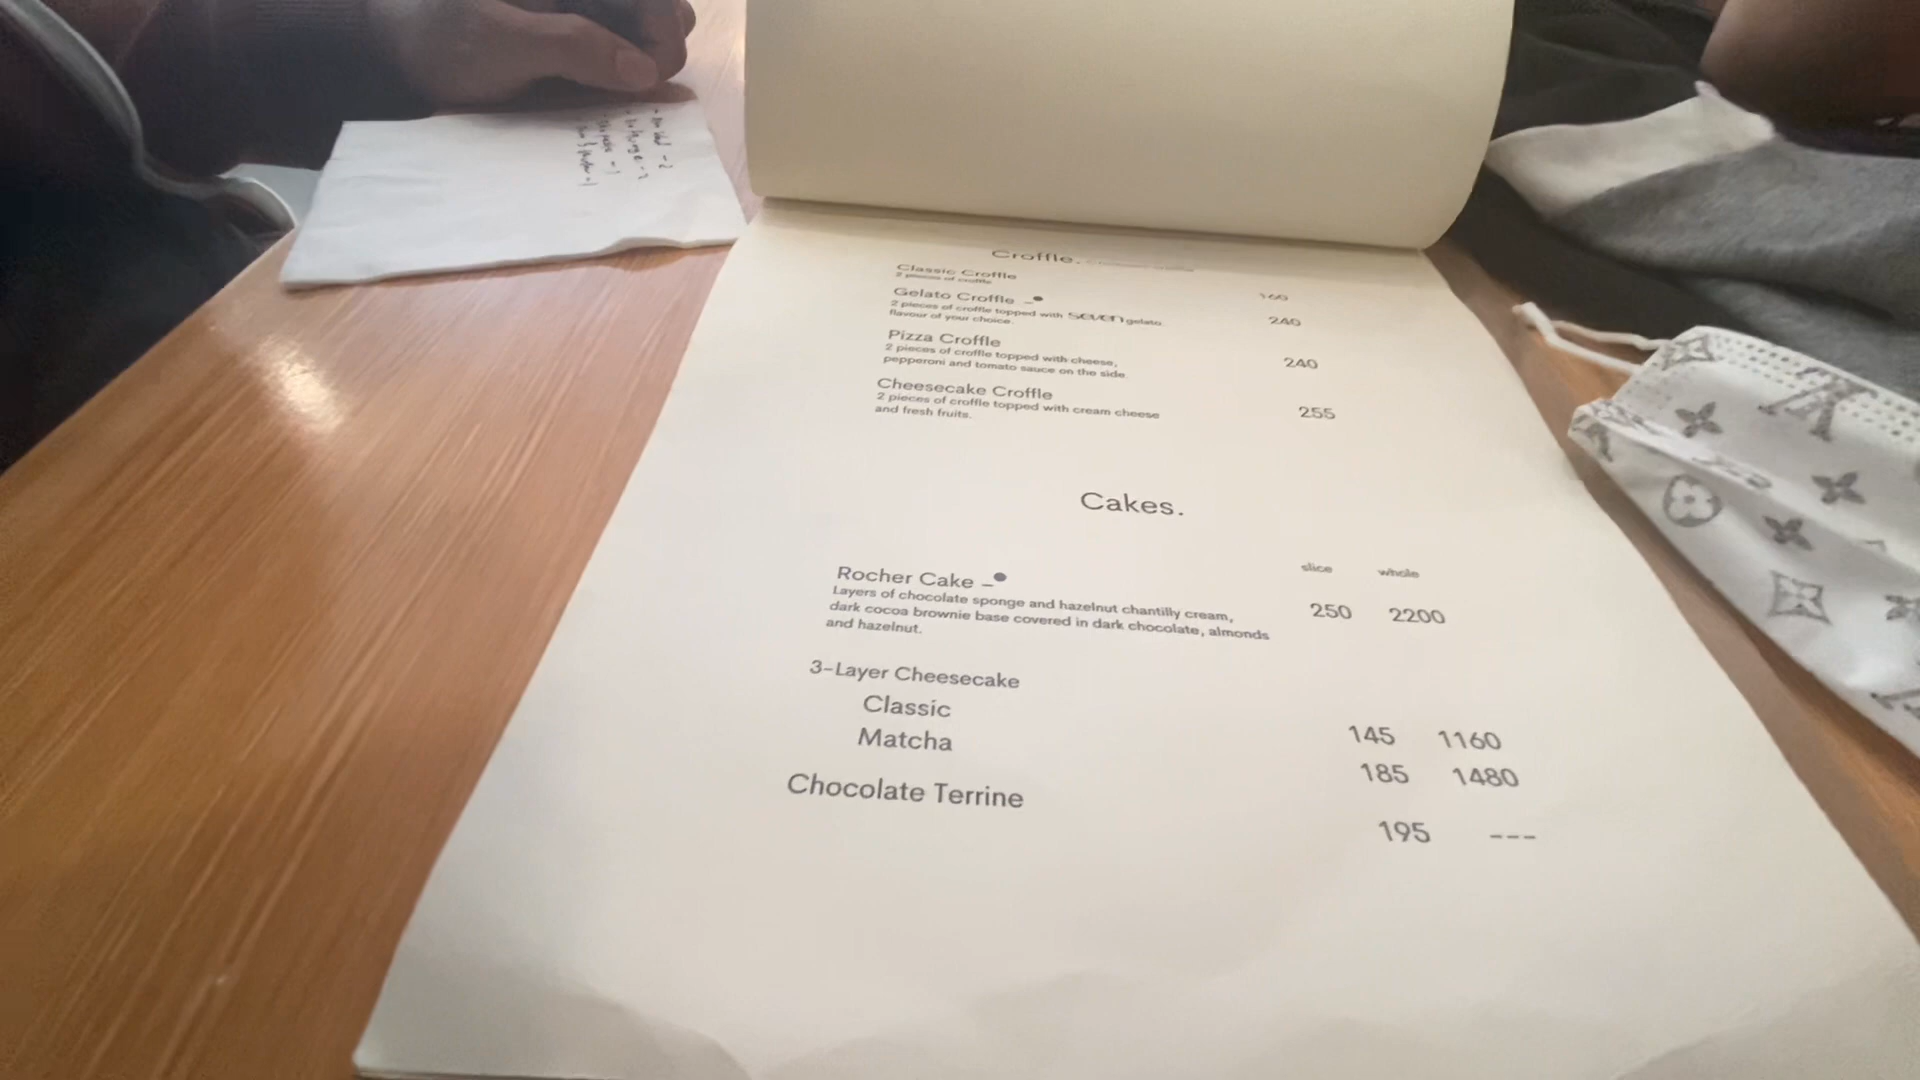 Croffle.
Classic Croffle
2 pieces of croffle
160
Gelato Croffle
2 pieces of croffle topped with seven gelato
flavour of your choice.
240
Pizza Croffle
2 pieces of croffle topped with cheese,
pepperoni and tomato sauce on the side.
240
Cheesecake Croffle
2 pieces of croffle topped with cream cheese
and fresh fruits.
255
Cakes.
slice whole
Rocher Cake
Layers of chocolate sponge and hazelnut chantilly cream,
dark cocoa brownie base covered in dark chocolate, almonds
and hazelnut.
250 2200
3-Layer Cheesecake
Classic
145 1160
Matcha
185 1480
Chocolate Terrine
195 ---